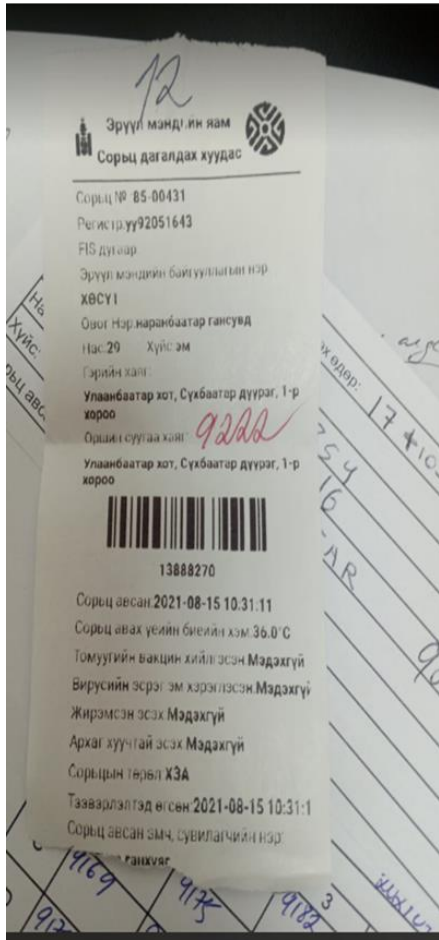 12
Эрүүл мэндийн яам
Сорьц дагалдах хуудас
Сорьц № :85-00431
Регистр:уу92051643
FIS дугаар
Эрүүл мэндийн байгууллагын нэр
ХӨСҮТ
Овог Нэр:наранбаатар гансувд
Нас:29 Хүйс:эм
Гэрийн хаяг:
Улаанбаатар хот, Сүхбаатар дүүрэг, 1-р
хороо
Оршин суугаа хаяг:
9222
Улаанбаатар хот, Сүхбаатар дүүрэг, 1-р
хороо
13888270
Сорьц авсан:2021-08-15 10:31:11
Сорьц авах үеийн биеийн хэм:36.0°C
Томуугийн вакцин хийлгэсэн:Мэдэхгүй
Вирусийн эсрэг эм хэрэглэсэн:Мэдэхгүй
Жирэмсэн эсэх:Мэдэхгүй
Архаг хуучтай эсэх:Мэдэхгүй
Сорьцын төрөл:ХЗА
Тээвэрлэлтэд өгсөн:2021-08-15 10:31:1
Сорьц авсан эмч, сувилагчийн нэр:
ганхуяг
Хүйс:
өдөр:
16
9169
9175
9182
3